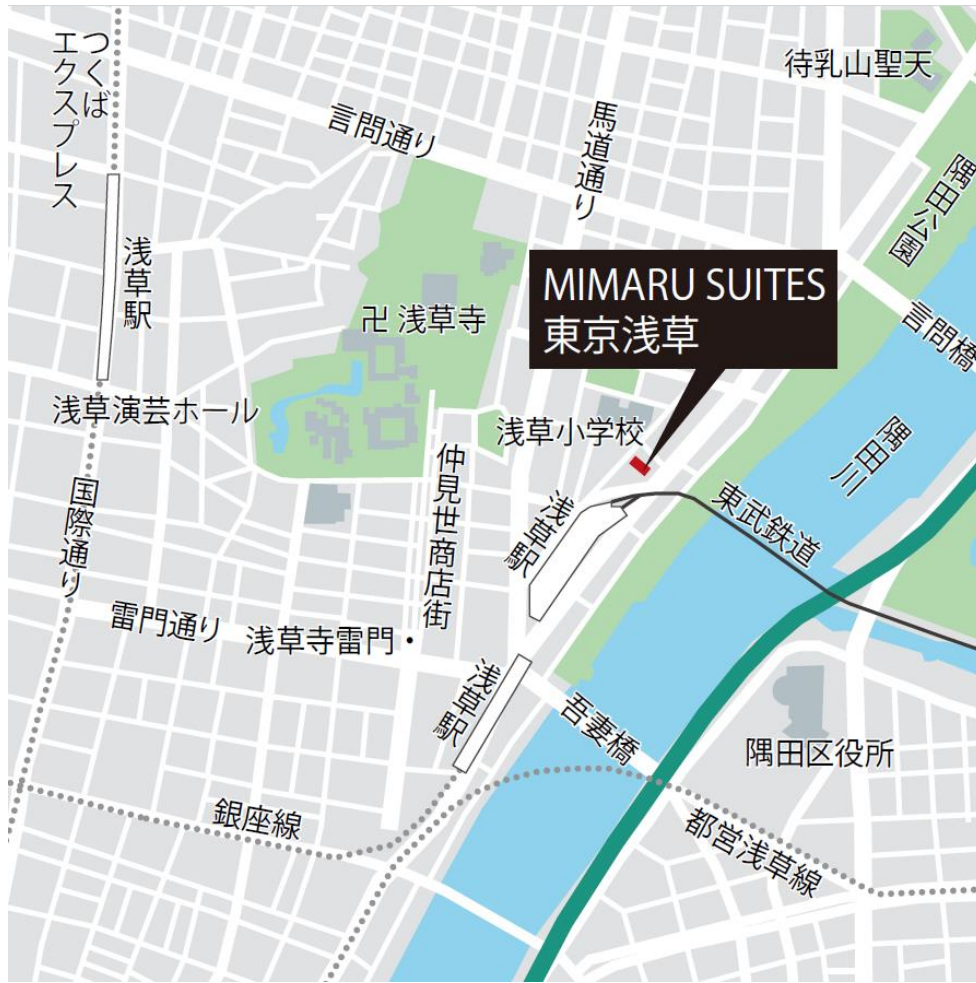 つくば
エクスプレス
言問通り
馬道通り
待乳山聖天
隅田公園
浅草駅
卍 浅草寺
MIMARU SUITES
東京浅草
言問橋
浅草演芸ホール
浅草小学校
隅田川
仲見世商店街
国際通り
浅草駅
東武鉄道
雷門通り
浅草寺雷門・
浅草駅
吾妻橋
隅田区役所
銀座線
都営浅草線